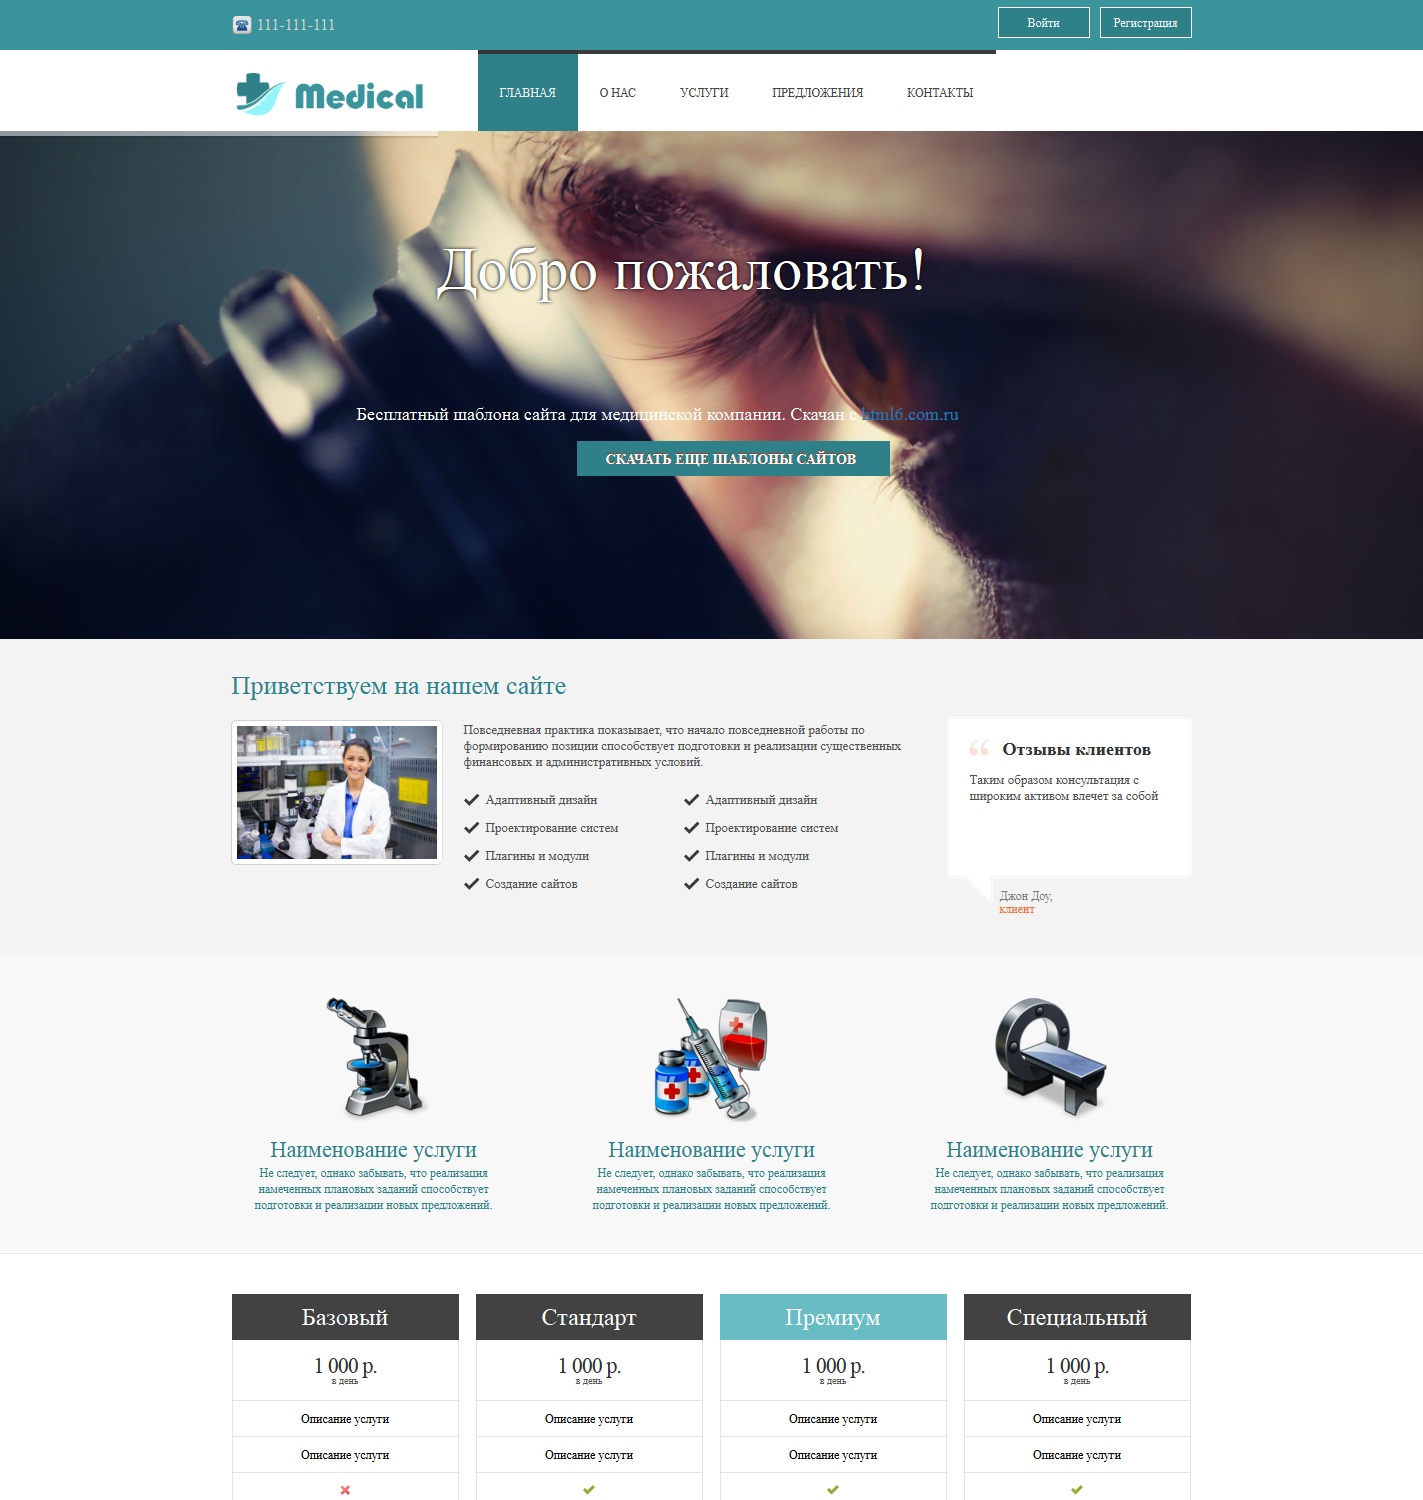 111-111-111
Войти
Регистрация
Medical
ГЛАВНАЯ
О НАС
УСЛУГИ
ПРЕДЛОЖЕНИЯ
КОНТАКТЫ
Добро пожаловать!
Бесплатный шаблона сайта для медицинской компании. Скачан с html6.com.ru
СКАЧАТЬ ЕЩЕ ШАБЛОНЫ САЙТОВ
Приветствуем на нашем сайте
Повседневная практика показывает, что начало повседневной работы по
формированию позиции способствует подготовки и реализации существенных
финансовых и административных условий.
Адаптивный дизайн
Проектирование систем
Плагины и модули
Создание сайтов
Адаптивный дизайн
Проектирование систем
Плагины и модули
Создание сайтов
“ Отзывы клиентов
Таким образом консультация с
широким активом влечет за собой
Джон Доу,
клиент
Наименование услуги
Не следует, однако забывать, что реализация
намеченных плановых заданий способствует
подготовки и реализации новых предложений.
Наименование услуги
Не следует, однако забывать, что реализация
намеченных плановых заданий способствует
подготовки и реализации новых предложений.
Наименование услуги
Не следует, однако забывать, что реализация
намеченных плановых заданий способствует
подготовки и реализации новых предложений.
Базовый
1 000 р.
в день
Описание услуги
Описание услуги
Стандарт
1 000 р.
в день
Описание услуги
Описание услуги
Премиум
1 000 р.
в день
Описание услуги
Описание услуги
Специальный
1 000 р.
в день
Описание услуги
Описание услуги